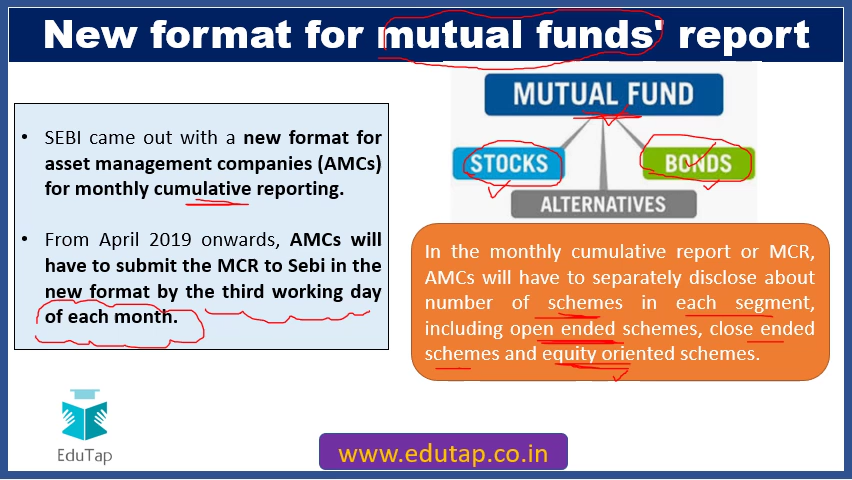 New format for mutual funds' report
• SEBI came out with a new format for
asset management companies (AMCs)
for monthly cumulative reporting.
• From April 2019 onwards, AMCs will
have to submit the MCR to Sebi in the
new format by the third working day
of each month.
MUTUAL FUND
STOCKS
BONDS
ALTERNATIVES
In the monthly cumulative report or MCR,
AMCs will have to separately disclose about
number of schemes in each segment,
including open ended schemes, close ended
schemes and equity oriented schemes.
EduTap
www.edutap.co.in